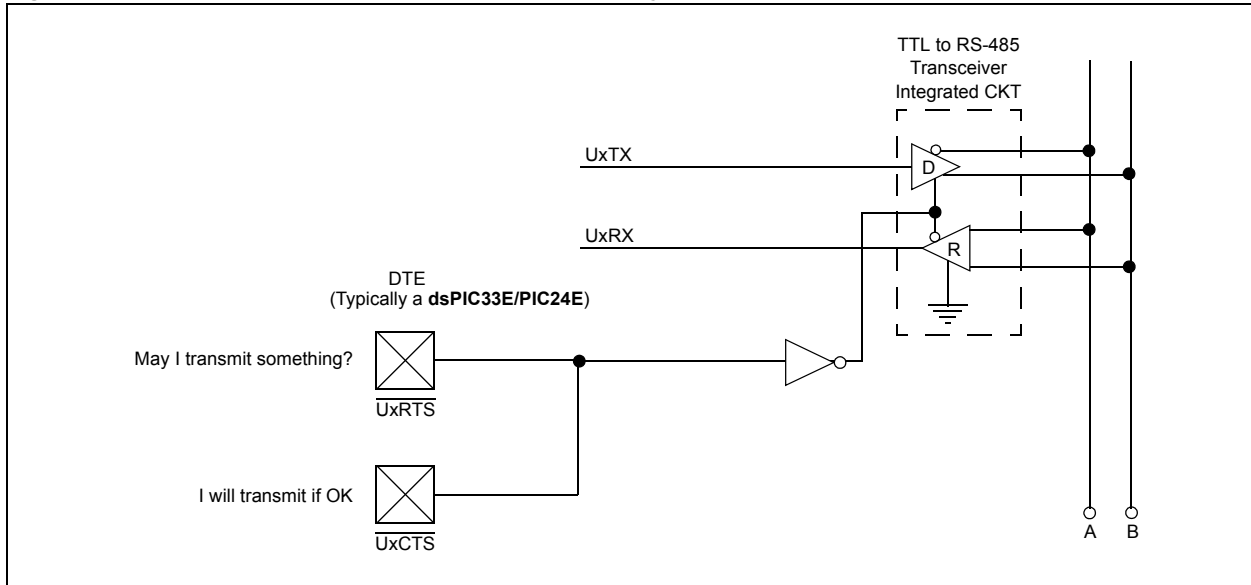 TTL to RS-485
Transceiver
Integrated CKT
UxTX
D
UxRX
R
DTE
(Typically a dsPIC33E/PIC24E)
May I transmit something?
UxRTS
I will transmit if OK
UxCTS
A B